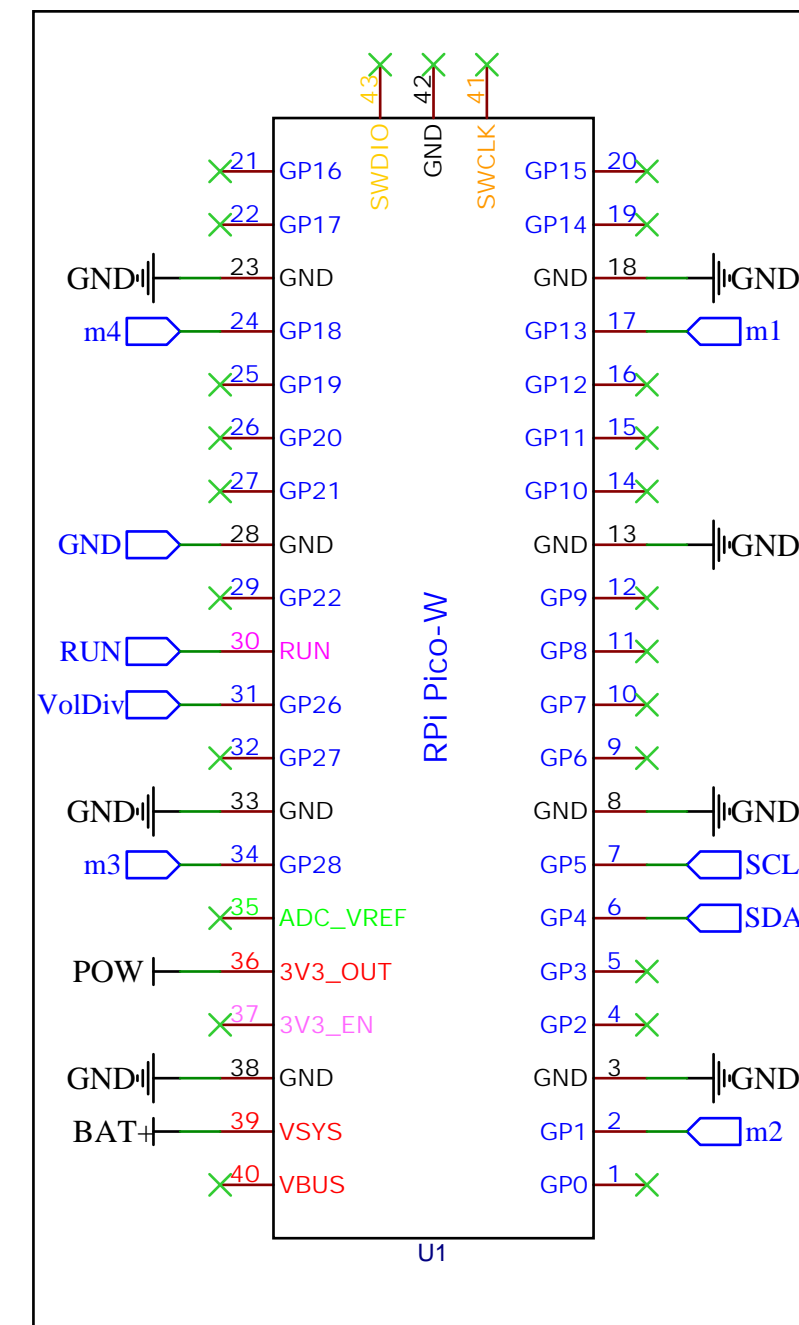 43 42 41
SWDIO GND SWCLK
21 GP16 GP15 20
22 GP17 GP14 19
GND 23 GND GND 18 GND
m4 24 GP18 GP13 17 m1
25 GP19 GP12 16
26 GP20 GP11 15
27 GP21 GP10 14
GND 28 GND GND 13 GND
29 GP22 GP9 12
RUN 30 RUN GP8 11
VolDiv 31 GP26 GP7 10
32 GP27 GP6 9
RPi Pico-W
GND 33 GND GND 8 GND
m3 34 GP28 GP5 7 SCL
35 ADC_VREF GP4 6 SDA
POW 36 3V3_OUT GP3 5
37 3V3_EN GP2 4
GND 38 GND GND 3 GND
BAT+ 39 VSYS GP1 2 m2
40 VBUS GP0 1
U1